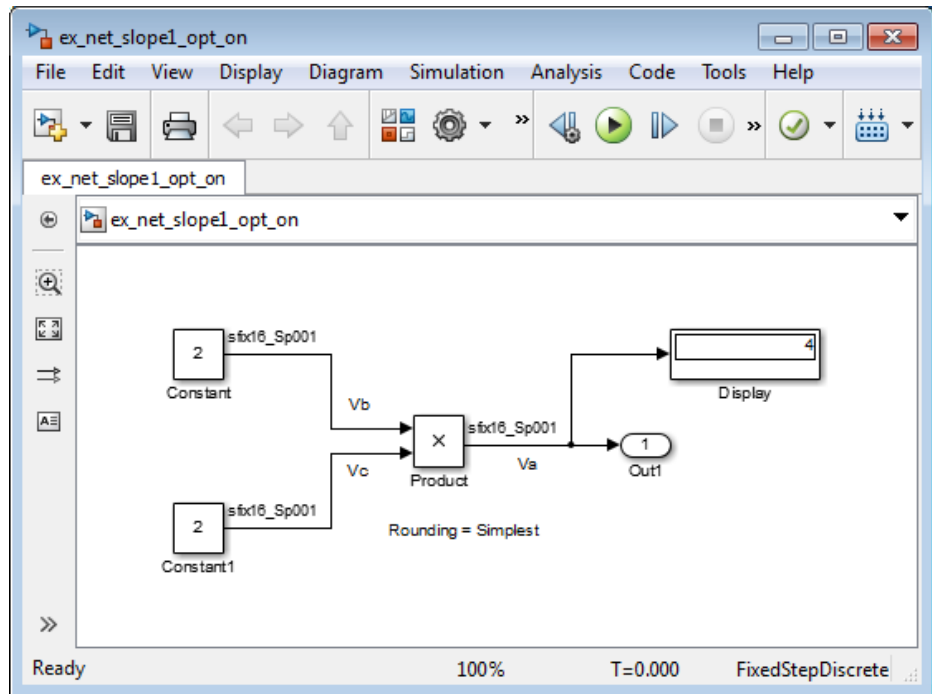 ex_net_slope1_opt_on
File Edit View Display Diagram Simulation Analysis Code Tools Help
» »
ex_net_slope1_opt_on
ex_net_slope1_opt_on
sfix16_Sp001
2
Constant
4
Display
Vb
×
sfix16_Sp001
Product
Va
1
Out1
Vc
sfix16_Sp001
2
Constant1
Rounding = Simplest
»
Ready 100% T=0.000 FixedStepDiscrete